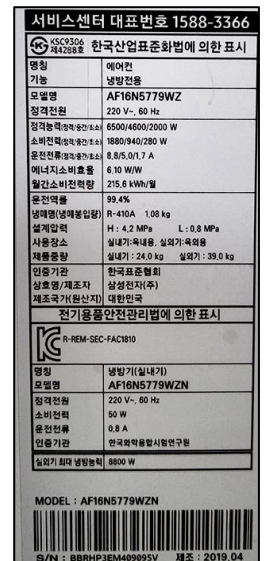 서비스센터 대표번호 1588-3366
KSC9306
제4288호 한국산업표준화법에 의한 표시
명칭 에어컨
기능 냉방전용
모델명 AF16N5779WZ
정격전원 220 V~, 60 Hz
정격능력(정격/중간/최소) 6500/4600/2000 W
소비전력(정격/중간/최소) 1880/940/280 W
운전전류(정격/중간/최소) 8,8/5,0/1,7 A
에너지소비효율 6,10 W/W
월간소비전력량 215,6 kWh/월
운전역률 99.4%
냉매명(냉매봉입량) R-410A 1,08 kg
설계압력 H : 4,2 MPa L : 0,8 MPa
사용장소 실내기:옥내용, 실외기:옥외용
제품중량 실내기 : 24,0 kg 실외기 : 39,0 kg
인증기관 한국표준협회
상호명/제조자 삼성전자(주)
제조국가(원산지) 대한민국
전기용품안전관리법에 의한 표시
R-REM-SEC-FAC1810
명칭 냉방기(실내기)
모델명 AF16N5779WZN
정격전원 220 V~, 60 Hz
소비전력 50 W
운전전류 0,8 A
인증기관 한국화학융합시험연구원
실외기 최대 냉방능력 8800 W
MODEL : AF16N5779WZN
S/N : BBRHP3EM40909SV 제조 : 2019.04